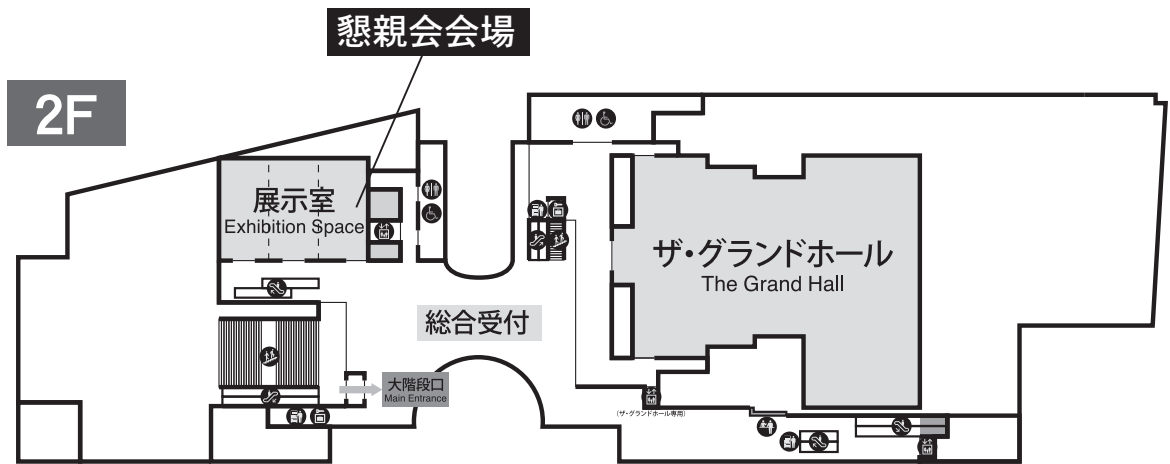 懇親会会場
2F
展示室
Exhibition Space
ザ・グランドホール
The Grand Hall
総合受付
大階段口
Main Entrance
(ザ・グランドホール専用)